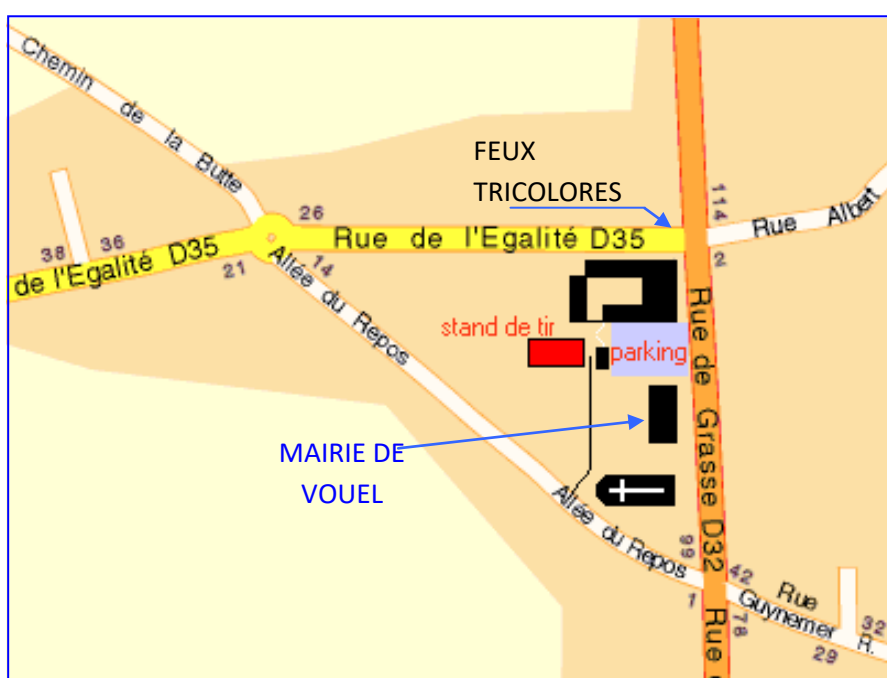 Chemin de la Butte
FEUX
TRICOLORES
114
Rue Albert
26
Rue de l'Egalité D35
2
38
36
de l'Egalité D35
21
14
Allée du Repos
stand de tir
parking
Rue de Grasse D32
MAIRIE DE
VOUEL
Allée du Repos
99
42
Rue
Guynemer R.
1
78
32
29
Rue